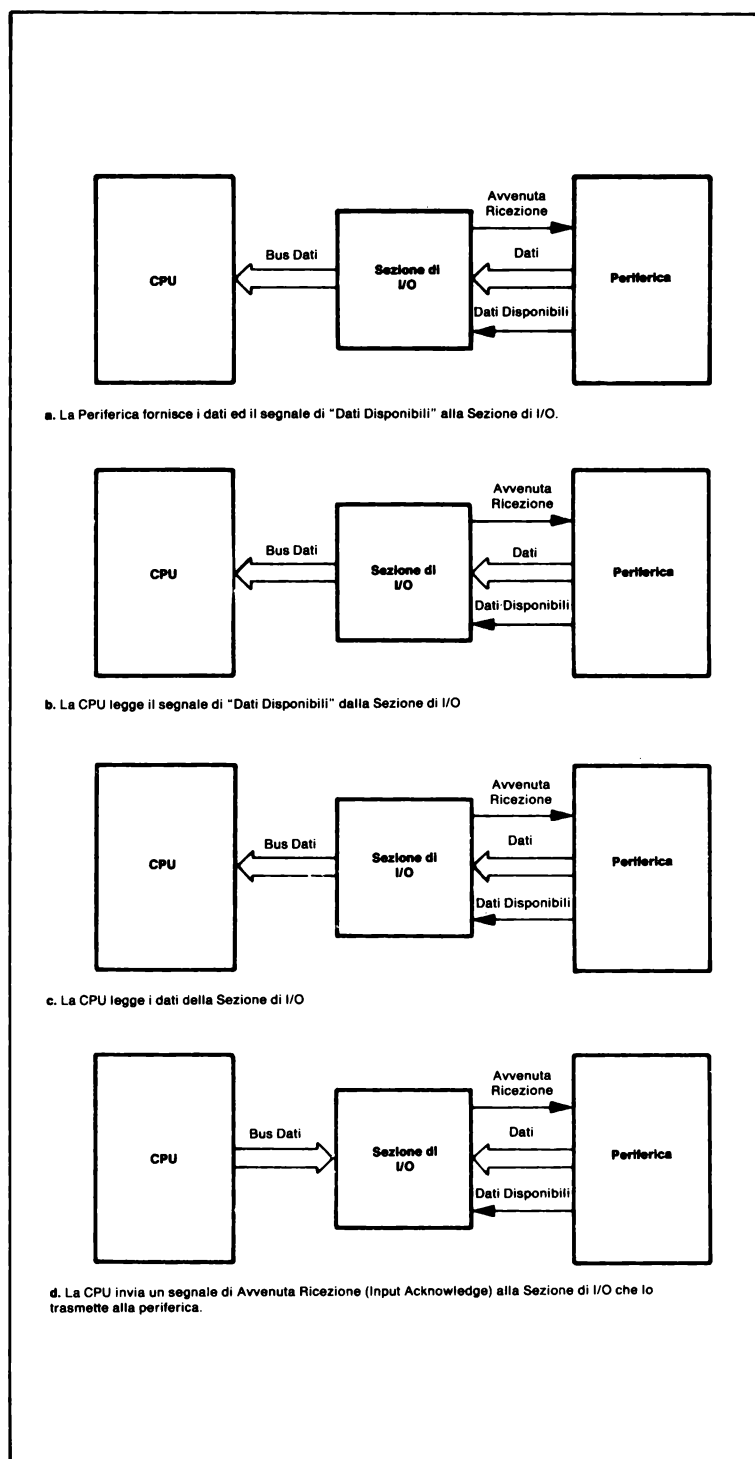 Avvenuta
Ricezione
Bus Dati
Dati
CPU
Sezione di
I/O
Periferica
Dati Disponibili
a. La Periferica fornisce i dati ed il segnale di "Dati Disponibili" alla Sezione di I/O.
Avvenuta
Ricezione
Bus Dati
Dati
CPU
Sezione di
I/O
Periferica
Dati Disponibili
b. La CPU legge il segnale di "Dati Disponibili" dalla Sezione di I/O
Avvenuta
Ricezione
Bus Dati
Dati
CPU
Sezione di
I/O
Periferica
Dati Disponibili
c. La CPU legge i dati della Sezione di I/O
Avvenuta
Ricezione
Bus Dati
Dati
CPU
Sezione di
I/O
Periferica
Dati Disponibili
d. La CPU invia un segnale di Avvenuta Ricezione (Input Acknowledge) alla Sezione di I/O che lo
trasmette alla periferica.